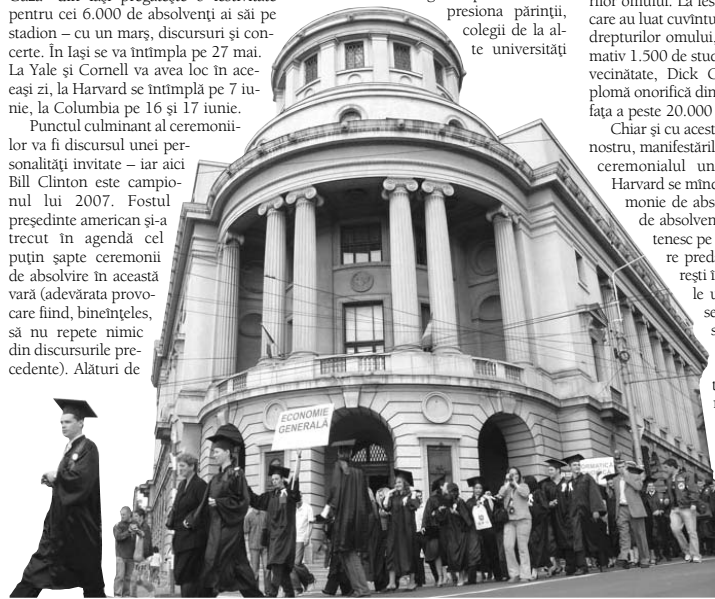 pentru cei 6.000 de absolvenţi ai săi pe
stadion – cu un marş, discursuri şi con-
certe. În Iaşi se va întîmpla pe 27 mai.
La Yale şi Cornell va avea loc în ace-
eaşi zi, la Harvard se întîmplă pe 7 iu-
nie, la Columbia pe 16 şi 17 iunie.
Punctul culminant al ceremonii-
lor va fi discursul unei per-
sonalităţi invitate – iar aici
Bill Clinton este campio-
nul lui 2007. Fostul
preşedinte american şi-a
trecut în agendă cel
puţin şapte ceremonii
de absolvire în această
vară (adevărata provo-
care fiind, bineînţeles,
să nu repete nimic
din discursurile pre-
cedente). Alături de
presiona părinţii,
colegii de la al-
te universităţi
rilor omului. La
care au luat cuvîntu
drepturilor omului,
mativ 1.500 de stud
vecinătate, Dick C
plomă onorifică din
faţa a peste 20.000
Chiar şi cu acest
nostru, manifestăril
ceremonialul un
Harvard se mînd
monie de abs
de absolven
tenesc pe
re pred
reşti î
le u
se
s
ECONOMIE
GENERALĂ